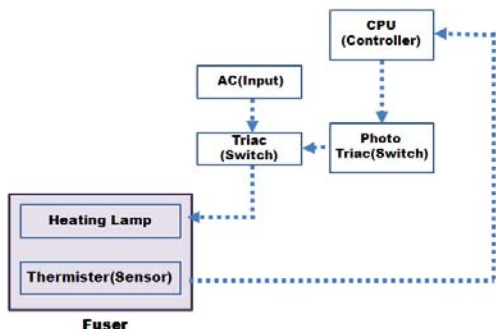 CPU
(Controller)
AC(Input)
Triac
(Switch)
Photo
Triac(Switch)
Heating Lamp
Thermister(Sensor)
Fuser